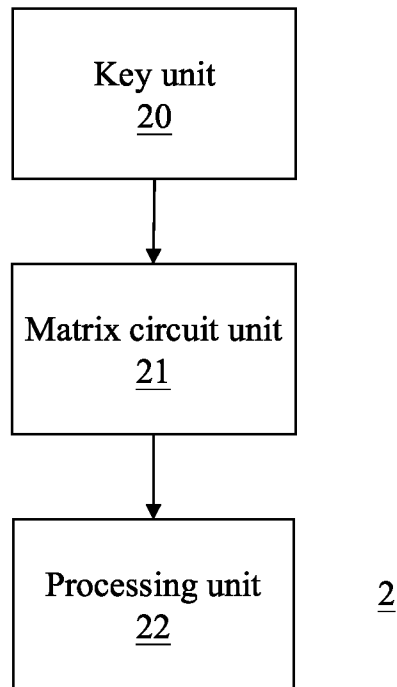 Key unit
20
Matrix circuit unit
21
Processing unit
22
2